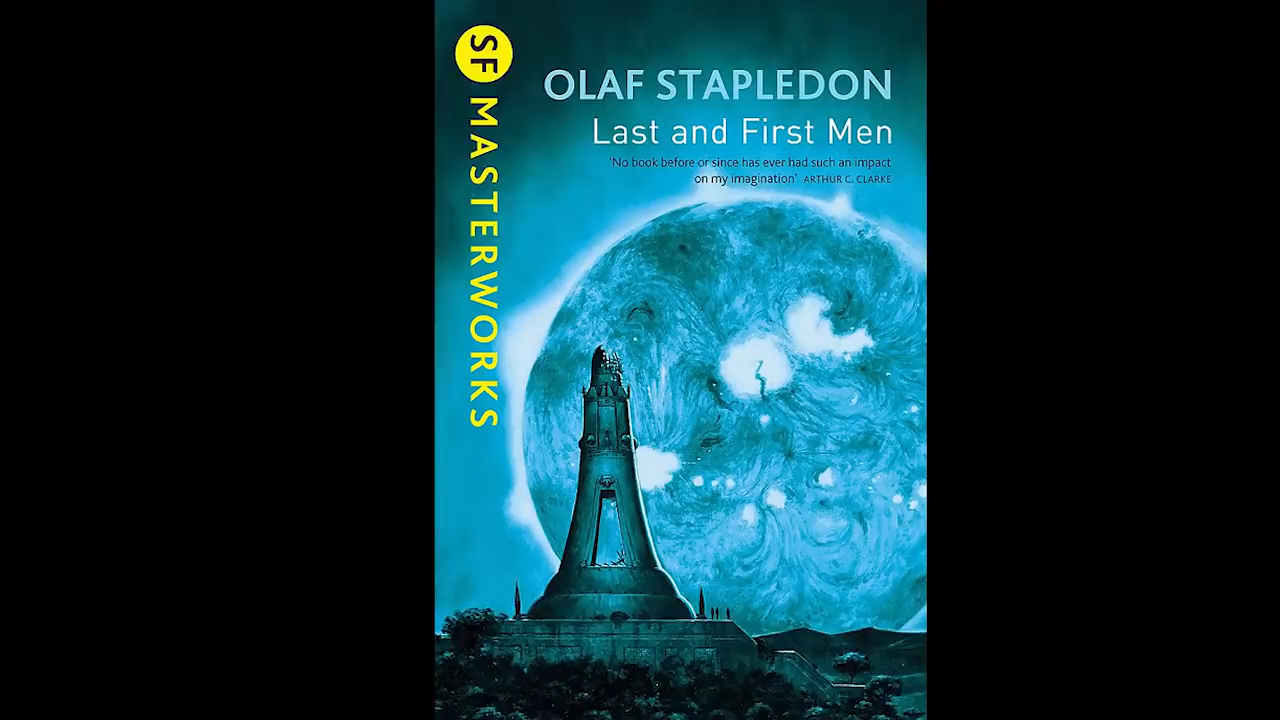 SF MASTERWORKS
OLAF STAPLEDON
Last and First Men
'No book before or since has ever had such an impact
on my imagination' ARTHUR C. CLARKE